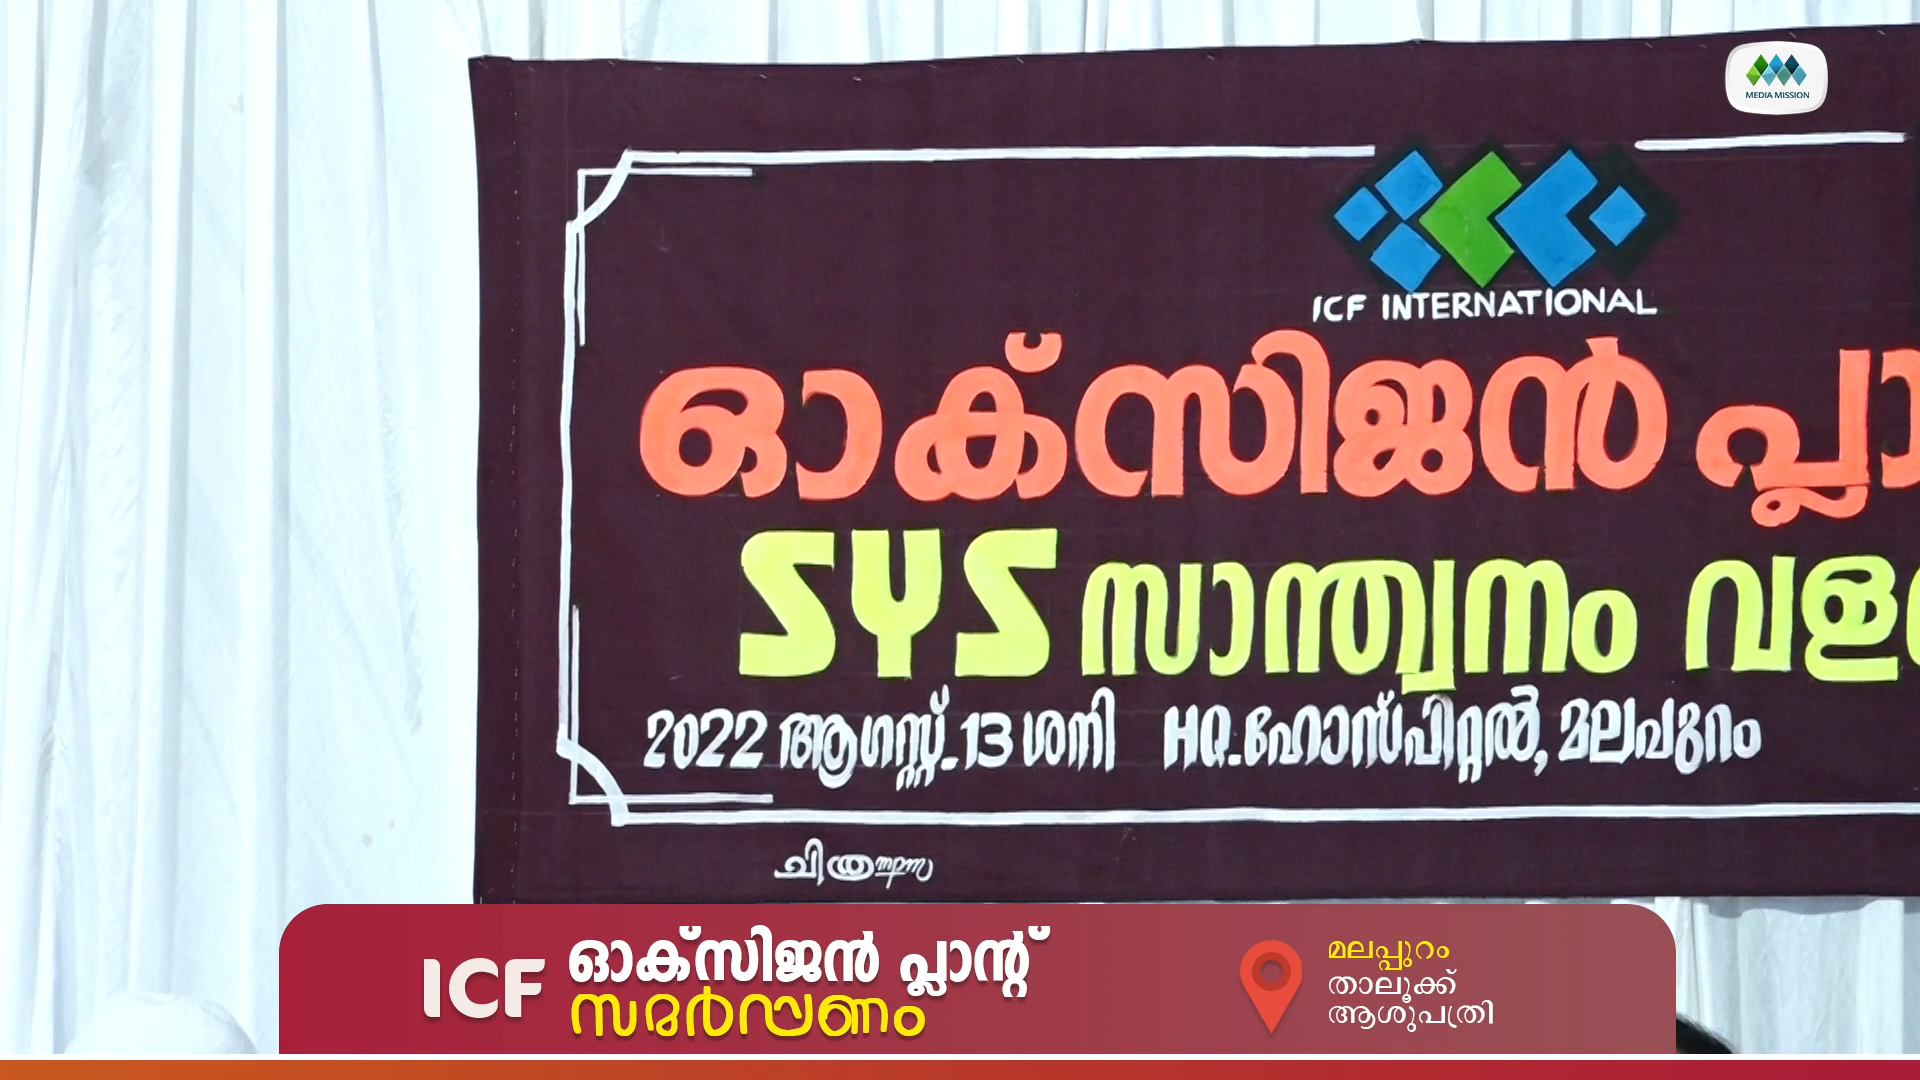 MEDIA MISSION
ICF INTERNATIONAL
ഓക്സിജൻ പ്ലാ
SYS സാന്ത്വനം വള
2022 ആഗസ്റ്റ്.13 ശനി HQ.ഹോസ്പിറ്റൽ, മലപ്പുറം
ICF ഓക്സിജൻ പ്ലാന്റ്
സമർപ്പണം
മലപ്പുറം
താലൂക്ക്
ആശുപത്രി